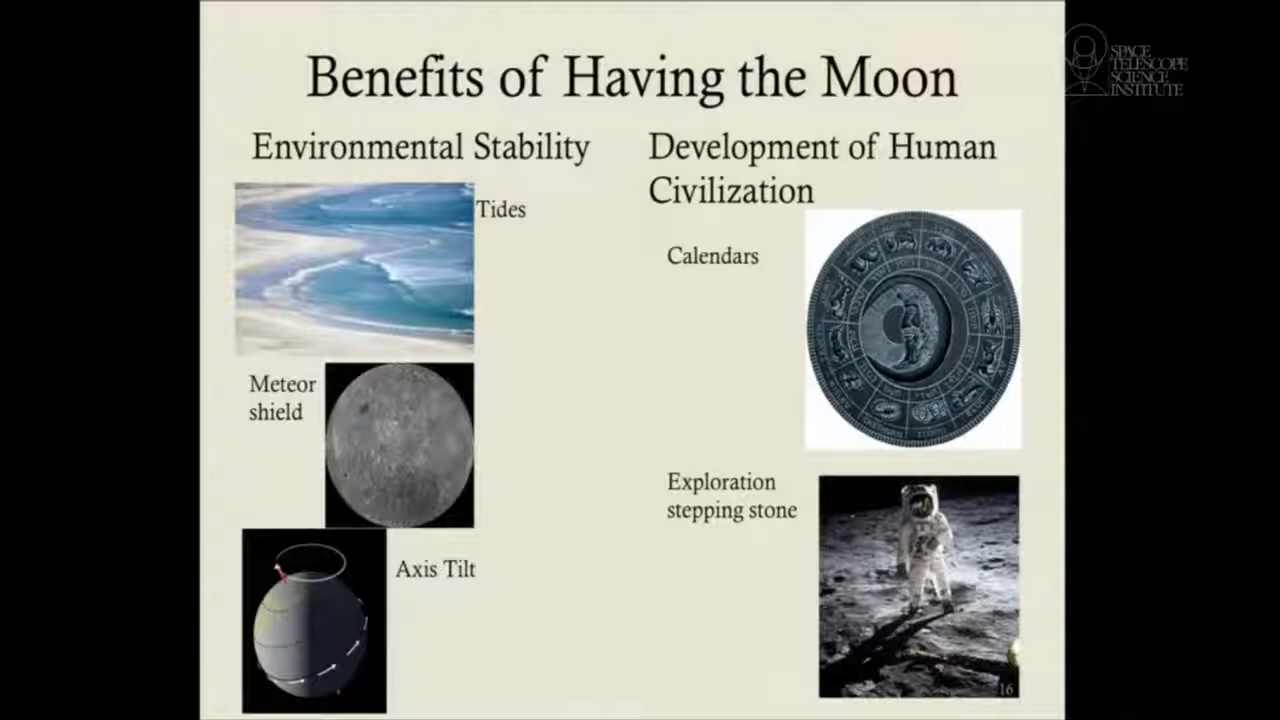 Benefits of Having the Moon
SPACE
TELESCOPE
SCIENCE
INSTITUTE
Environmental Stability
Tides
Meteor
shield
Axis Tilt
Development of Human
Civilization
Calendars
Exploration
stepping stone
16